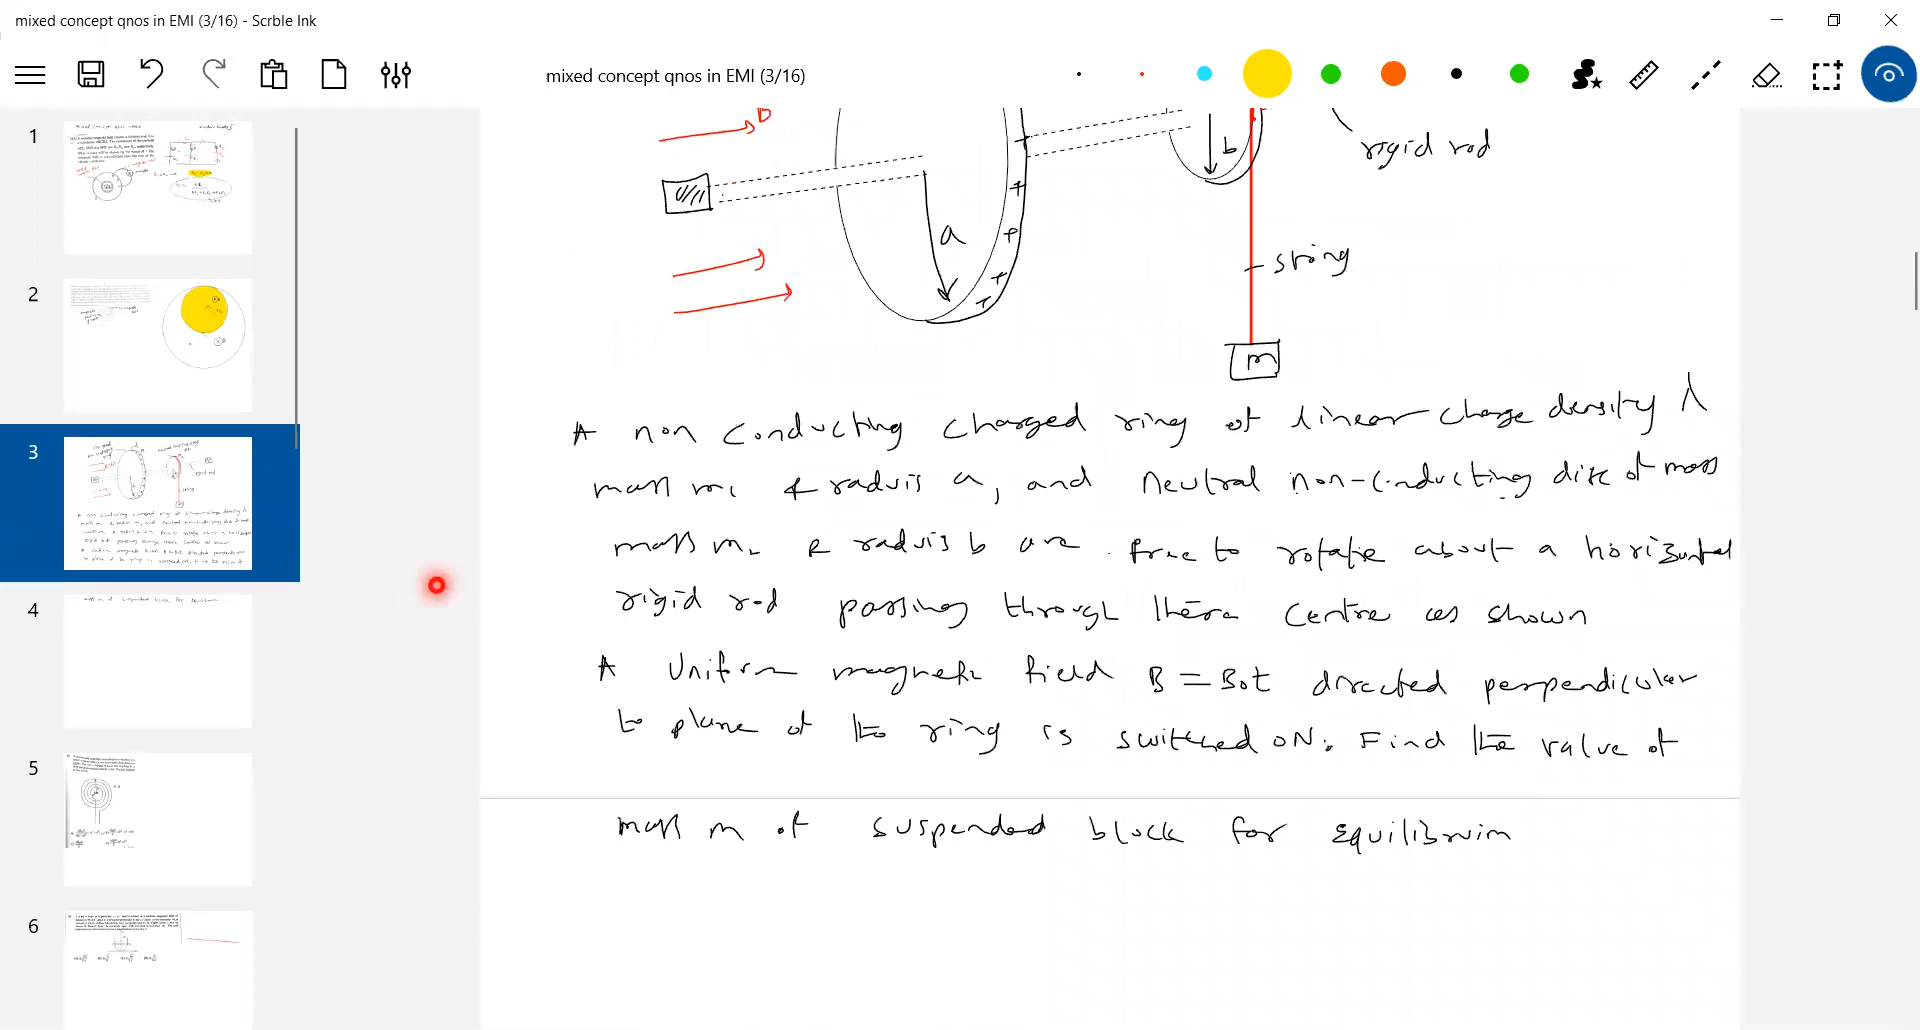 mixed concept qnos in EMI (3/16) - Scrble Ink
mixed concept qnos in EMI (3/16)
1
2
3
4
5
6
B
a
b
rigid rod
string
m
A non conducting charged ring of linear charge density λ
mass m1 & radius a, and neutral non-conducting disc of mass
mass m2 & radius b are free to rotate about a horizontal
rigid rod passing through their centre as shown
A uniform magnetic field B = B0t directed perpendicular
to plane of the ring is switched ON. Find the value of
mass m of suspended block for equilibrium